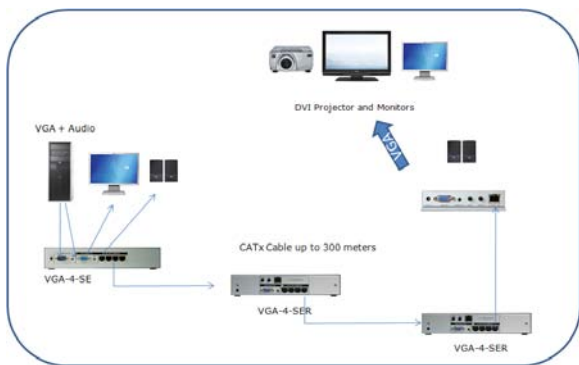 DVI Projector and Monitors
VGA + Audio
VGA
CATx Cable up to 300 meters
VGA-4-SE
VGA-4-SER
VGA-4-SER